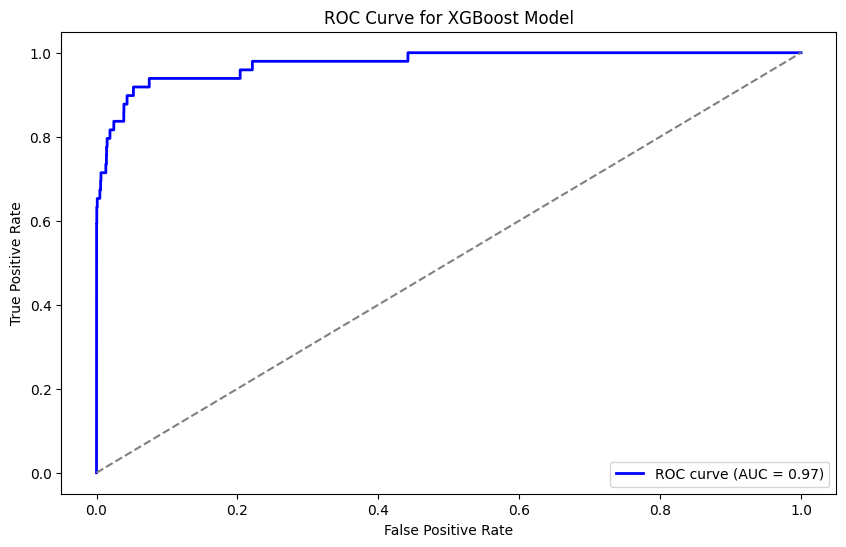 ROC Curve for XGBoost Model
1.0
0.8
0.6
0.4
0.2
0.0
True Positive Rate
ROC curve (AUC = 0.97)
0.0 0.2 0.4 0.6 0.8 1.0
False Positive Rate